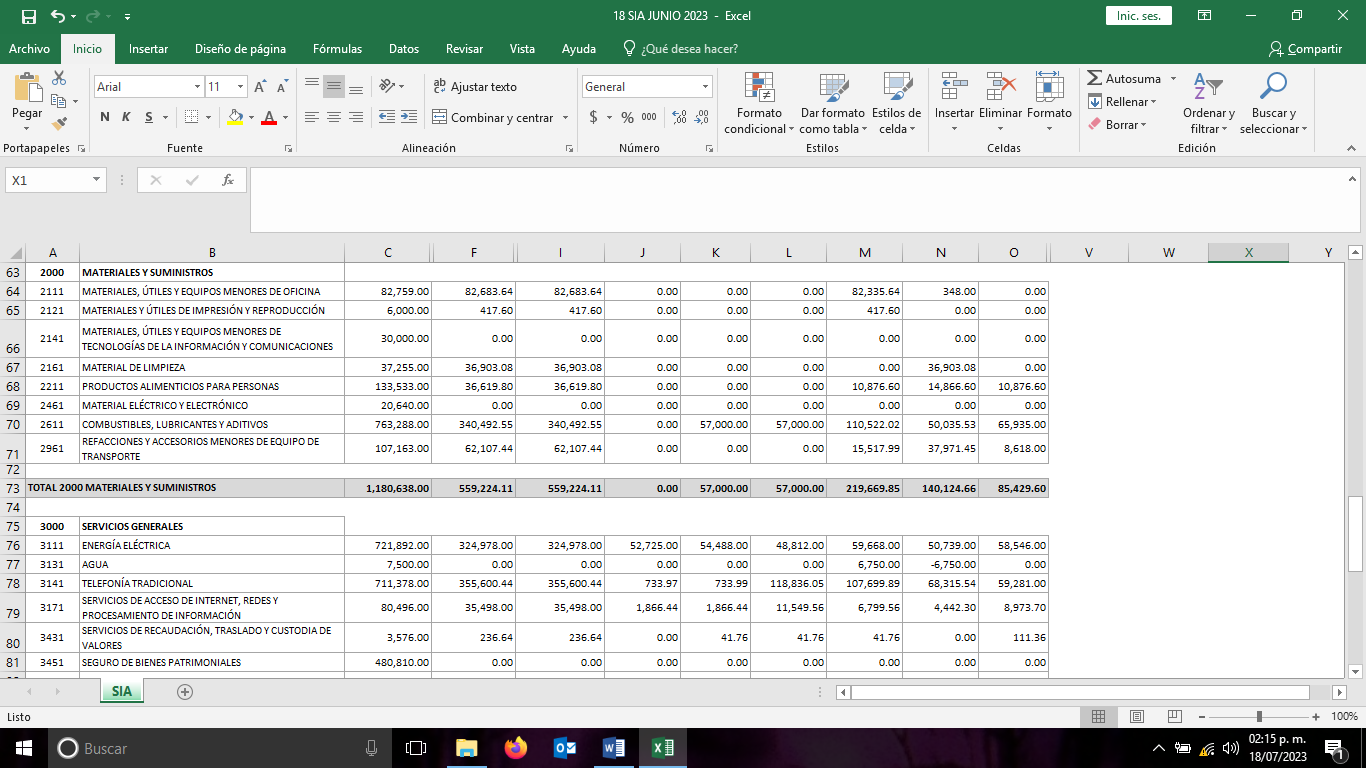 18 SIA JUNIO 2023 - Excel
Inic. ses.
Archivo Inicio Insertar Diseño de página Fórmulas Datos Revisar Vista Ayuda ¿Qué desea hacer? Compartir
Arial 11 Ajustar texto General Autosuma
Pegar Rellenar
N K S Combinar y centrar $ % 000 Formato condicional Dar formato como tabla Estilos de celda Insertar Eliminar Formato Borrar Ordenar y filtrar Buscar y seleccionar
Portapapeles Fuente Alineación Número Estilos Celdas Edición
X1 fx
A B C F I J K L M N O V W X Y
63 2000 MATERIALES Y SUMINISTROS
64 2111 MATERIALES, ÚTILES Y EQUIPOS MENORES DE OFICINA 82,759.00 82,683.64 82,683.64 0.00 0.00 0.00 82,335.64 348.00 0.00
65 2121 MATERIALES Y ÚTILES DE IMPRESIÓN Y REPRODUCCIÓN 6,000.00 417.60 417.60 0.00 0.00 0.00 417.60 0.00 0.00
66 2141 MATERIALES, ÚTILES Y EQUIPOS MENORES DE
TECNOLOGÍAS DE LA INFORMACIÓN Y COMUNICACIONES 30,000.00 0.00 0.00 0.00 0.00 0.00 0.00 0.00 0.00
67 2161 MATERIAL DE LIMPIEZA 37,255.00 36,903.08 36,903.08 0.00 0.00 0.00 0.00 36,903.08 0.00
68 2211 PRODUCTOS ALIMENTICIOS PARA PERSONAS 133,533.00 36,619.80 36,619.80 0.00 0.00 0.00 10,876.60 14,866.60 10,876.60
69 2461 MATERIAL ELÉCTRICO Y ELECTRÓNICO 20,640.00 0.00 0.00 0.00 0.00 0.00 0.00 0.00 0.00
70 2611 COMBUSTIBLES, LUBRICANTES Y ADITIVOS 763,288.00 340,492.55 340,492.55 0.00 57,000.00 57,000.00 110,522.02 50,035.53 65,935.00
71 2961 REFACCIONES Y ACCESORIOS MENORES DE EQUIPO DE
TRANSPORTE 107,163.00 62,107.44 62,107.44 0.00 0.00 0.00 15,517.99 37,971.45 8,618.00
72
73 TOTAL 2000 MATERIALES Y SUMINISTROS 1,180,638.00 559,224.11 559,224.11 0.00 57,000.00 57,000.00 219,669.85 140,124.66 85,429.60
74
75 3000 SERVICIOS GENERALES
76 3111 ENERGÍA ELÉCTRICA 721,892.00 324,978.00 324,978.00 52,725.00 54,488.00 48,812.00 59,668.00 50,739.00 58,546.00
77 3131 AGUA 7,500.00 0.00 0.00 0.00 0.00 0.00 6,750.00 -6,750.00 0.00
78 3141 TELEFONÍA TRADICIONAL 711,378.00 355,600.44 355,600.44 733.97 733.99 118,836.05 107,699.89 68,315.54 59,281.00
79 3171 SERVICIOS DE ACCESO DE INTERNET, REDES Y
PROCESAMIENTO DE INFORMACIÓN 80,496.00 35,498.00 35,498.00 1,866.44 1,866.44 11,549.56 6,799.56 4,442.30 8,973.70
80 3431 SERVICIOS DE RECAUDACIÓN, TRASLADO Y CUSTODIA DE
VALORES 3,576.00 236.64 236.64 0.00 41.76 41.76 41.76 0.00 111.36
81 3451 SEGURO DE BIENES PATRIMONIALES 480,810.00 0.00 0.00 0.00 0.00 0.00 0.00 0.00 0.00
SIA
Listo 100%
Buscar
02:15 p. m.
18/07/2023
1